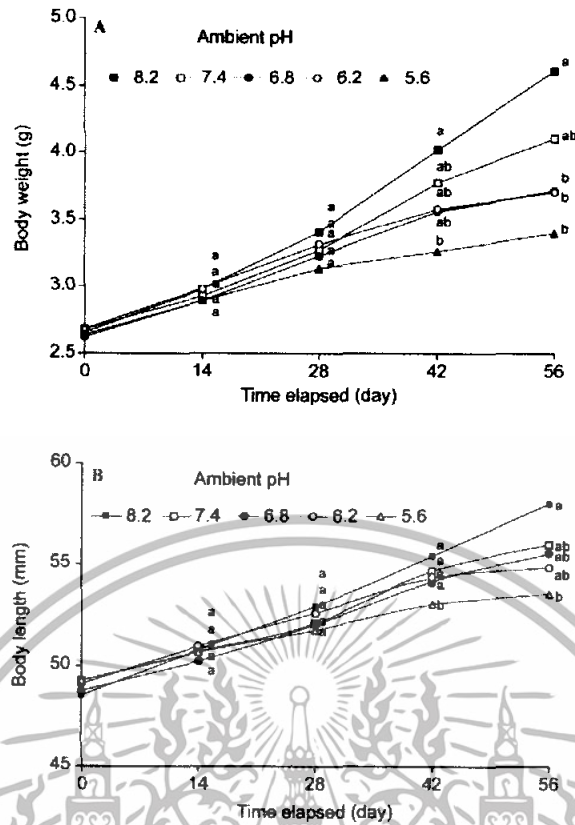 A
Ambient pH
8.2 7.4 6.8 6.2 5.6
5.0
4.5
4.0
3.5
3.0
2.5
Body weight (g)
a
a
a
a
a
a
a
a
a
a
a
ab
ab
ab
b
a
ab
b
b
b
0 14 28 42 56
Time elapsed (day)
B
Ambient pH
8.2 7.4 6.8 6.2 5.6
60
55
50
45
Body length (mm)
a
a
a
a
a
a
a
a
a
a
a
a
a
b
a
ab
ab
ab
b
0 14 28 42 56
Time elapsed (day)